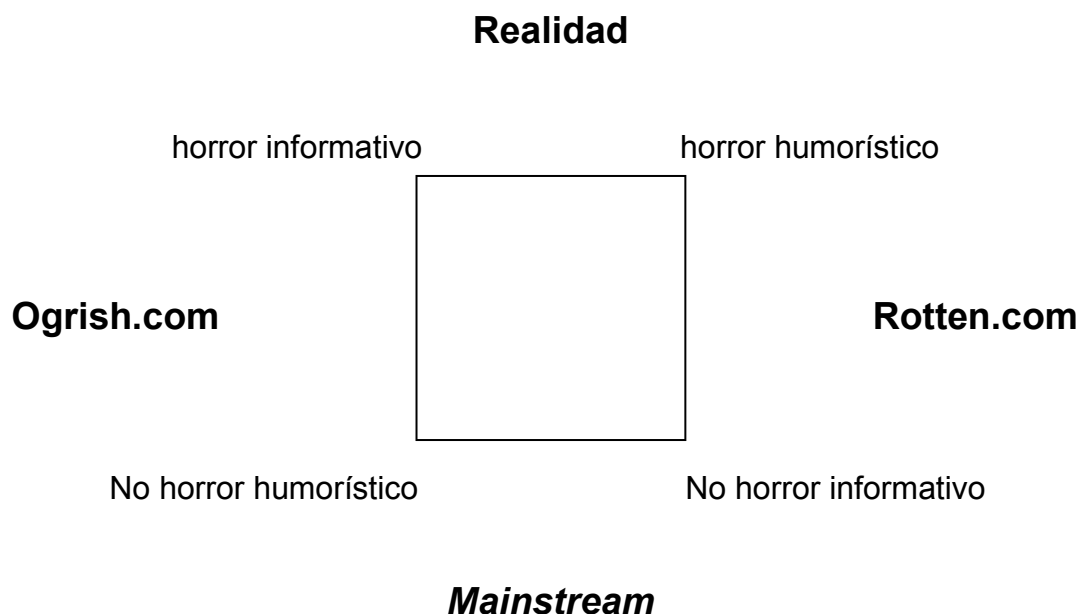 Realidad
horror informativo horror humorístico
Ogrish.com Rotten.com
No horror humorístico No horror informativo
Mainstream